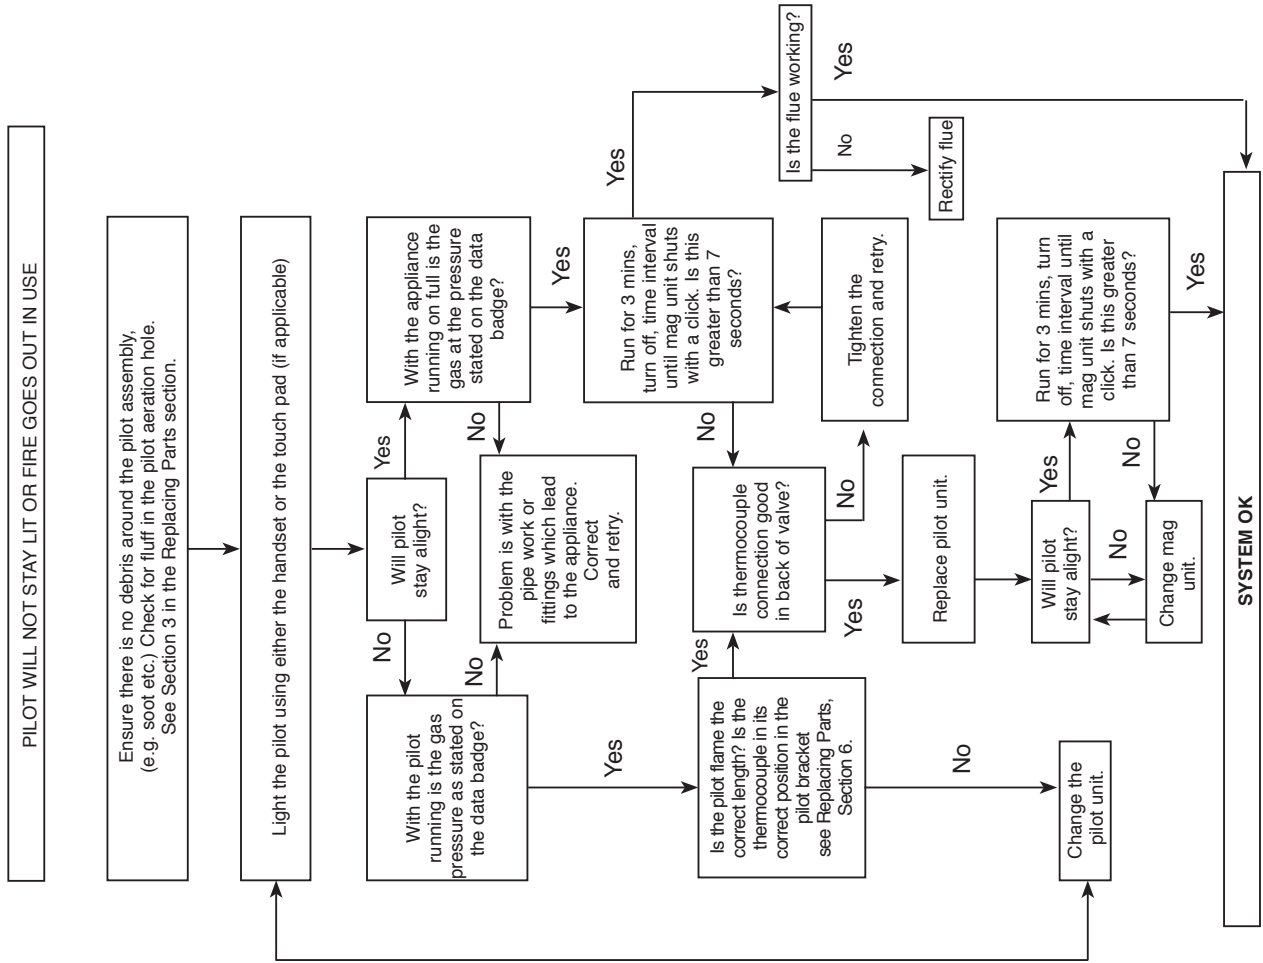 PILOT WILL NOT STAY LIT OR FIRE GOES OUT IN USE
Ensure there is no debris around the pilot assembly,
(e.g. soot etc.) Check for fluff in the pilot aeration hole.
See Section 3 in the Replacing Parts section.
Light the pilot using either the handset or the touch pad (if applicable)
Will pilot
stay alight?
No
Yes
With the pilot
running is the gas
pressure as stated on
the data badge?
No
Yes
Problem is with the
pipe work or
fittings which lead
to the appliance.
Correct
and retry.
With the appliance
running on full is the
gas at the pressure
stated on the data
badge?
No
Yes
Is the pilot flame the
correct length? Is the
thermocouple in its
correct position in the
pilot bracket
see Replacing Parts,
Section 6.
Yes
No
Change the
pilot unit.
Is thermocouple
connection good
in back of valve?
Yes
No
Run for 3 mins,
turn off, time interval
until mag unit shuts
with a click. Is this
greater than 7
seconds?
No
Yes
Tighten the
connection and retry.
Is the flue working?
No
Yes
Rectify flue
Replace pilot unit.
Will pilot
stay alight?
Yes
No
Change mag
unit.
Run for 3 mins, turn
off, time interval until
mag unit shuts with a
click. Is this greater
than 7 seconds?
No
Yes
SYSTEM OK